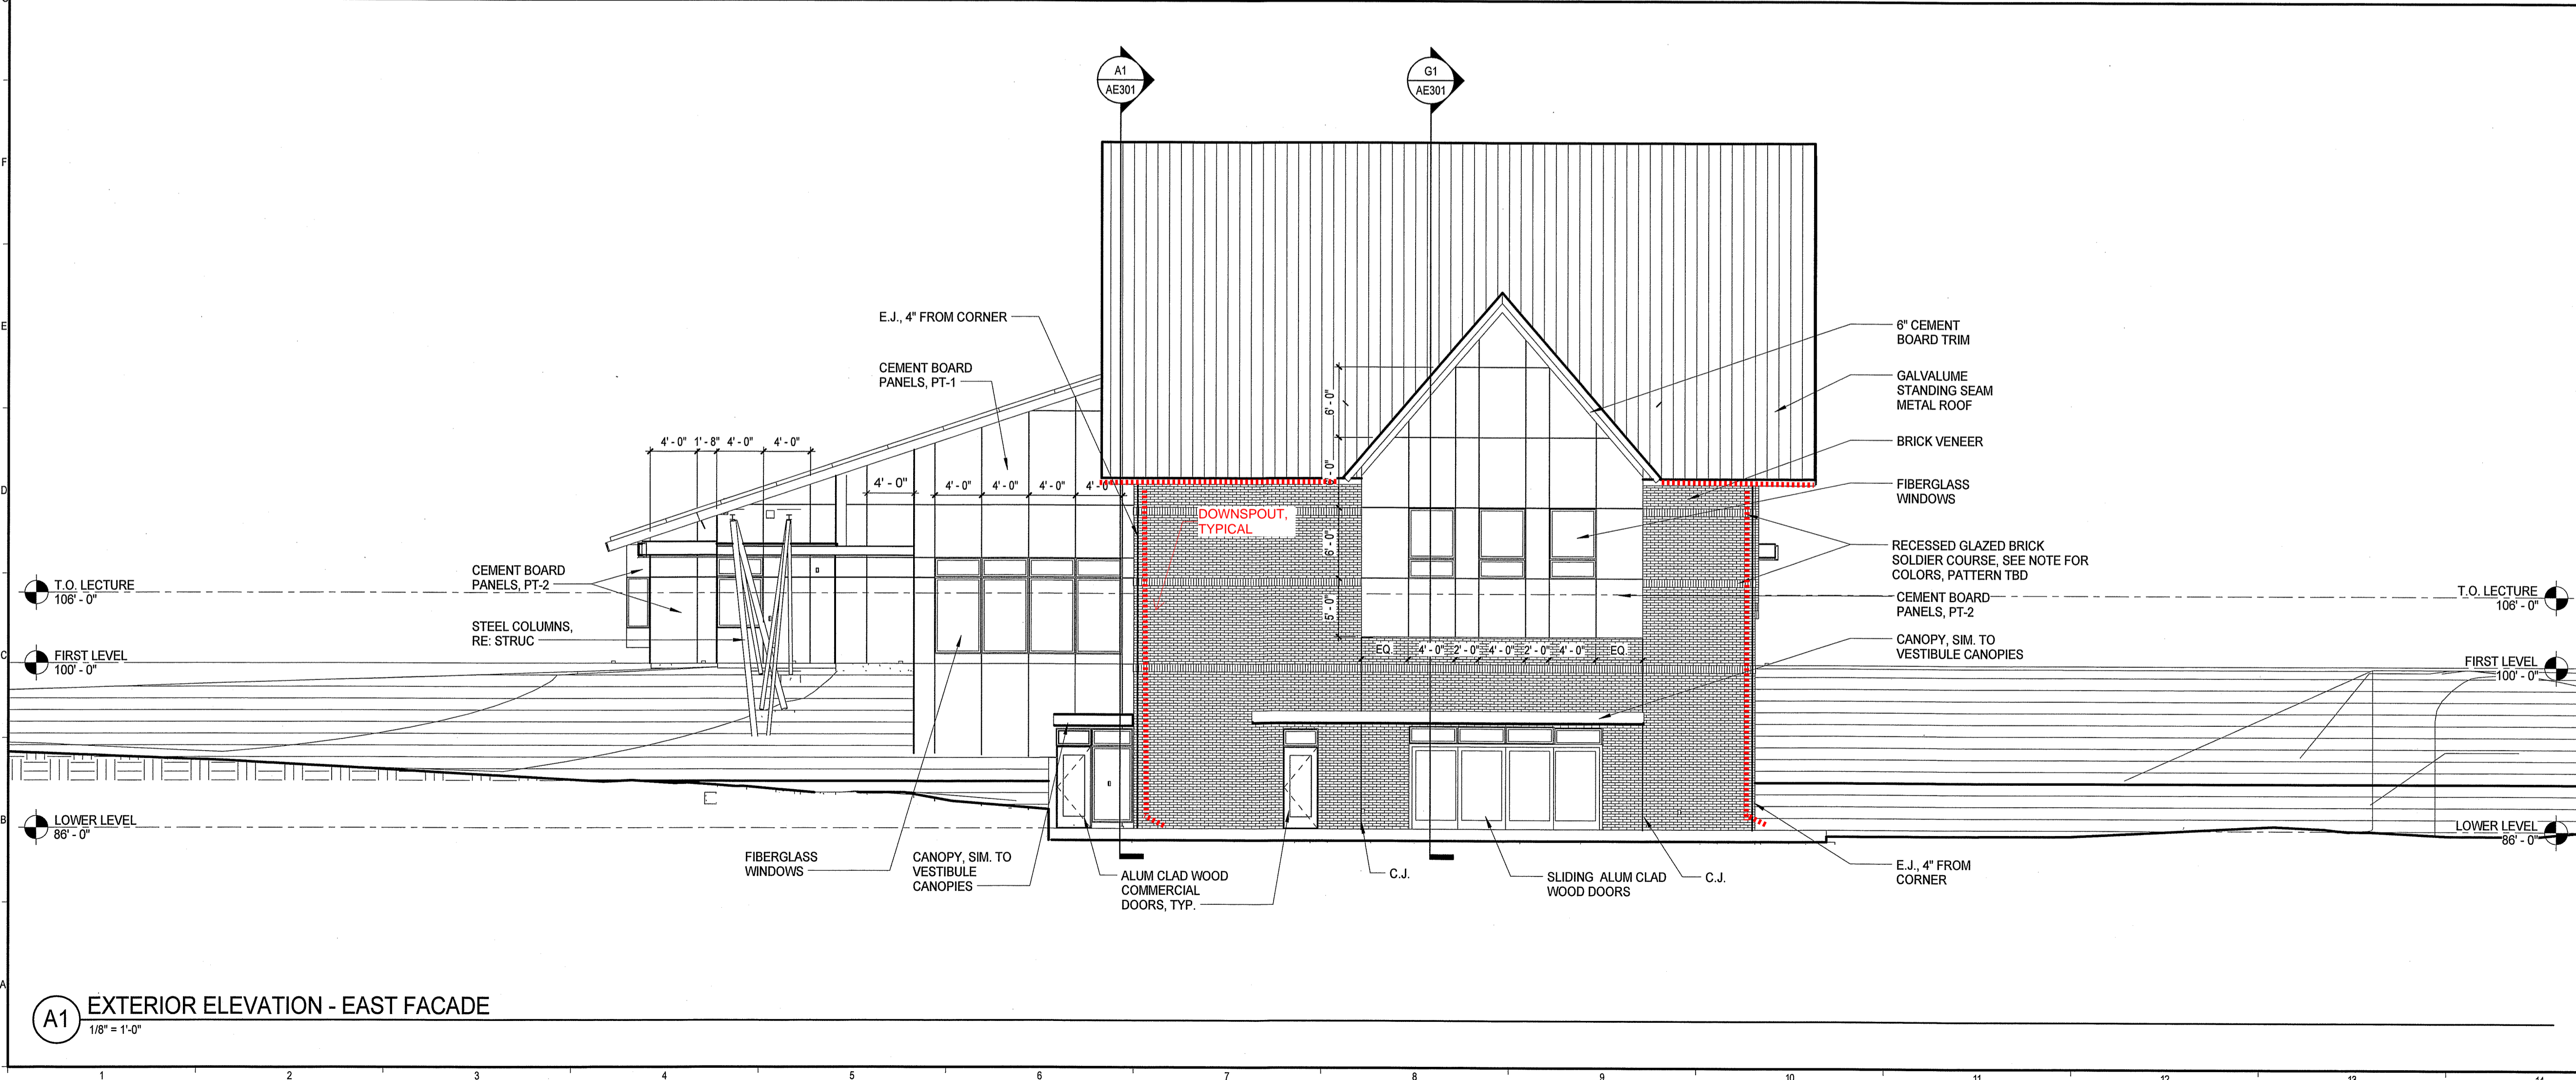 A1
AE301
G1
AE301
F
E
D
C
B
A
E.J., 4" FROM CORNER
CEMENT BOARD
PANELS, PT-1
4' - 0" 1' - 8" 4' - 0" 4' - 0"
4' - 0"
4' - 0" 4' - 0" 4' - 0" 4' - 0
6' - 0"
6' - 0"
5' - 0"
DOWNSPOUT,
TYPICAL
6" CEMENT
BOARD TRIM
GALVALUME
STANDING SEAM
METAL ROOF
BRICK VENEER
FIBERGLASS
WINDOWS
RECESSED GLAZED BRICK
SOLDIER COURSE, SEE NOTE FOR
COLORS, PATTERN TBD
CEMENT BOARD
PANELS, PT-2
CANOPY, SIM. TO
VESTIBULE CANOPIES
CEMENT BOARD
PANELS, PT-2
STEEL COLUMNS,
RE: STRUC
T.O. LECTURE
106' - 0"
FIRST LEVEL
100' - 0"
LOWER LEVEL
86' - 0"
T.O. LECTURE
106' - 0"
FIRST LEVEL
100' - 0"
LOWER LEVEL
86' - 0"
EQ. 4' - 0" 2' - 0" 4' - 0" 2' - 0" 4' - 0" EQ.
FIBERGLASS
WINDOWS
CANOPY, SIM. TO
VESTIBULE
CANOPIES
ALUM CLAD WOOD
COMMERCIAL
DOORS, TYP.
C.J.
SLIDING ALUM CLAD
WOOD DOORS
C.J.
E.J., 4" FROM
CORNER
A1
EXTERIOR ELEVATION - EAST FACADE
1/8" = 1'-0"
1 2 3 4 5 6 7 8 9 10 11 12 13 14